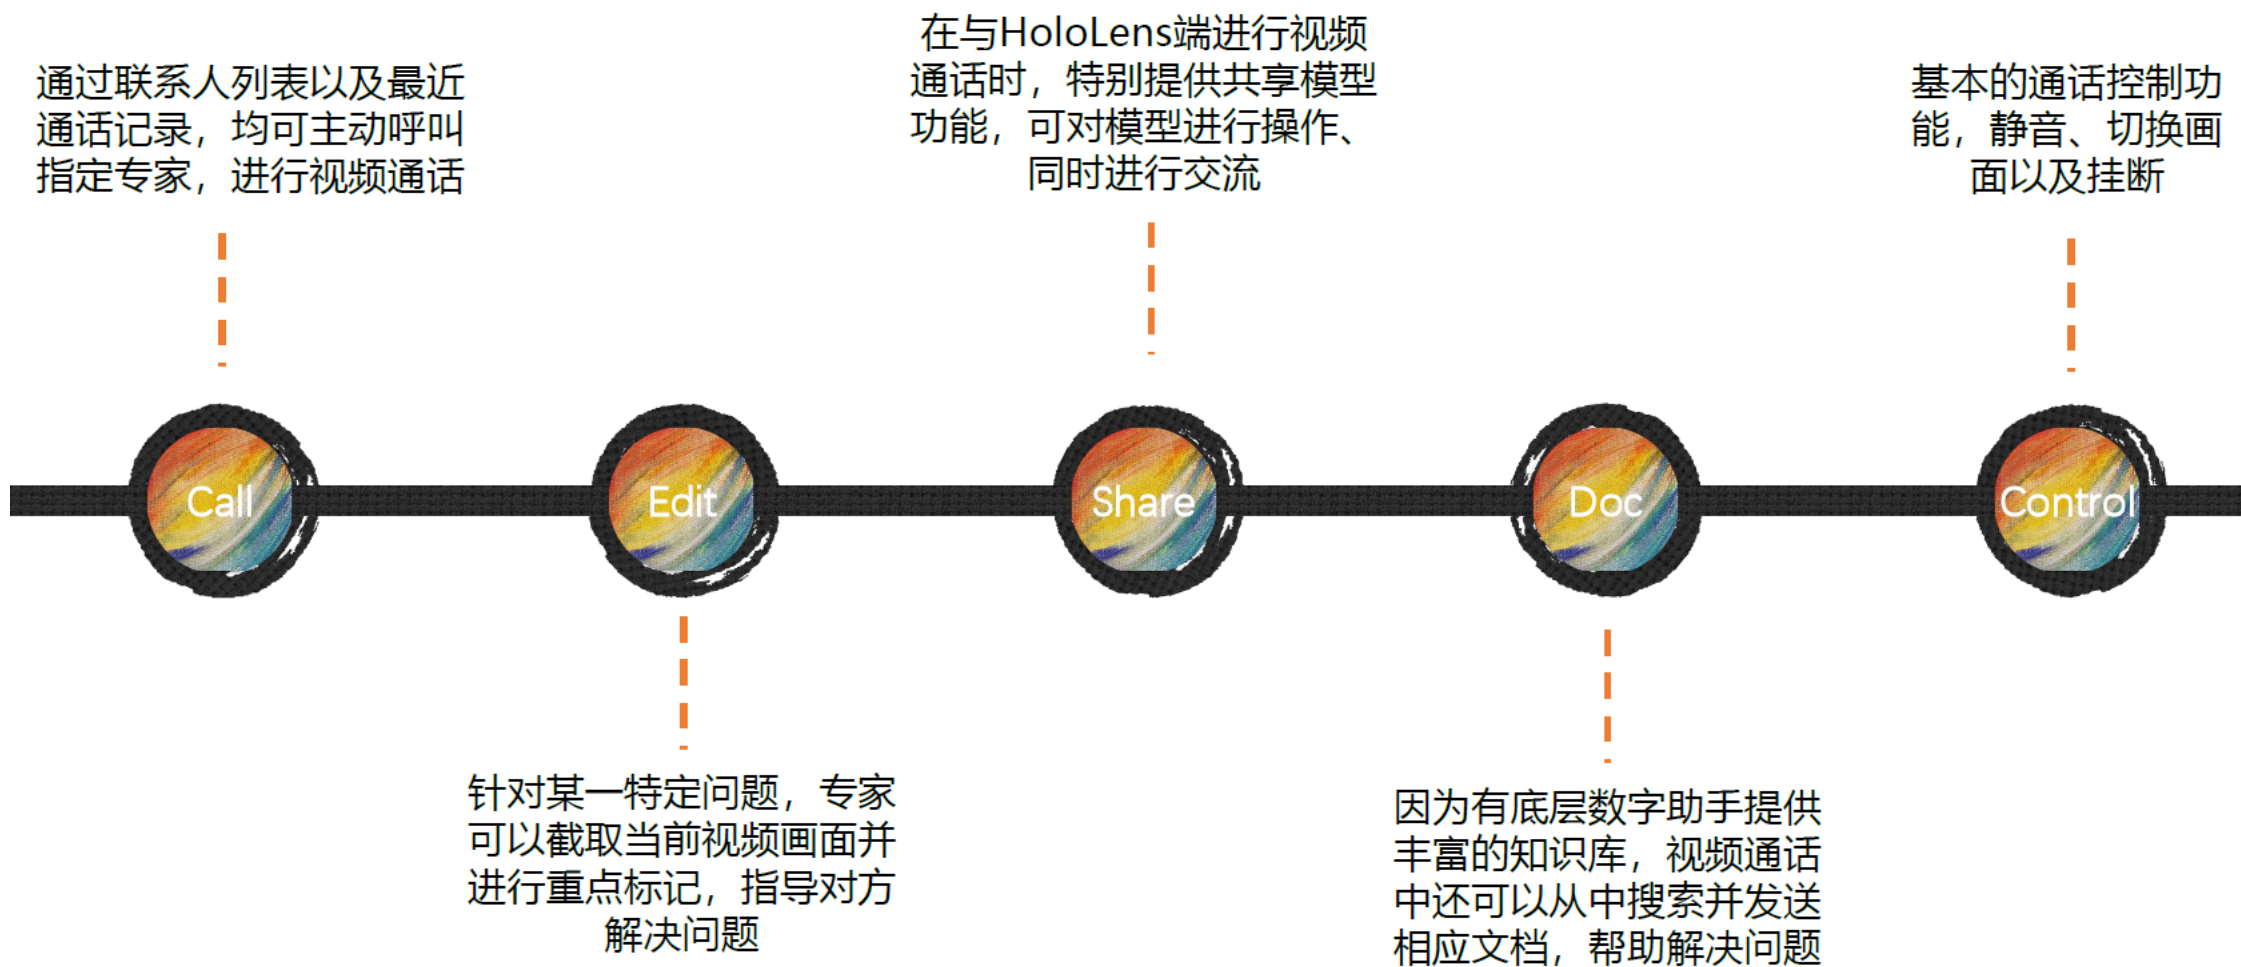 通过联系人列表以及最近
通话记录，均可主动呼叫
指定专家，进行视频通话
在与HoloLens端进行视频
通话时，特别提供共享模型
功能，可对模型进行操作、
同时进行交流
基本的通话控制功
能，静音、切换画
面以及挂断
Call
Edit
Share
Doc
Control
针对某一特定问题，专家
可以截取当前视频画面并
进行重点标记，指导对方
解决问题
因为有底层数字助手提供
丰富的知识库，视频通话
中还可以从中搜索并发送
相应文档，帮助解决问题